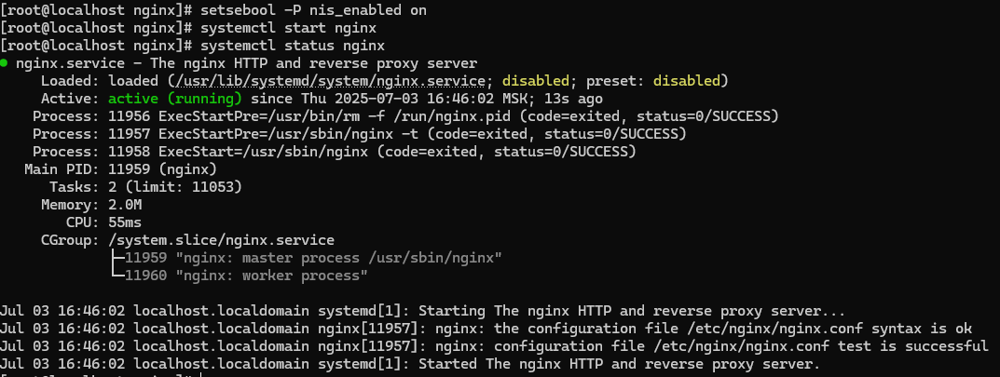 [root@localhost nginx]# setsebool -P nis_enabled on
[root@localhost nginx]# systemctl start nginx
[root@localhost nginx]# systemctl status nginx
● nginx.service - The nginx HTTP and reverse proxy server
     Loaded: loaded (/usr/lib/systemd/system/nginx.service; disabled; preset: disabled)
     Active: active (running) since Thu 2025-07-03 16:46:02 MSK; 13s ago
    Process: 11956 ExecStartPre=/usr/bin/rm -f /run/nginx.pid (code=exited, status=0/SUCCESS)
    Process: 11957 ExecStartPre=/usr/sbin/nginx -t (code=exited, status=0/SUCCESS)
    Process: 11958 ExecStart=/usr/sbin/nginx (code=exited, status=0/SUCCESS)
   Main PID: 11959 (nginx)
      Tasks: 2 (limit: 11053)
     Memory: 2.0M
        CPU: 55ms
     CGroup: /system.slice/nginx.service
             ├─11959 "nginx: master process /usr/sbin/nginx"
             └─11960 "nginx: worker process"

Jul 03 16:46:02 localhost.localdomain systemd[1]: Starting The nginx HTTP and reverse proxy server...
Jul 03 16:46:02 localhost.localdomain nginx[11957]: nginx: the configuration file /etc/nginx/nginx.conf syntax is ok
Jul 03 16:46:02 localhost.localdomain nginx[11957]: nginx: configuration file /etc/nginx/nginx.conf test is successful
Jul 03 16:46:02 localhost.localdomain systemd[1]: Started The nginx HTTP and reverse proxy server.